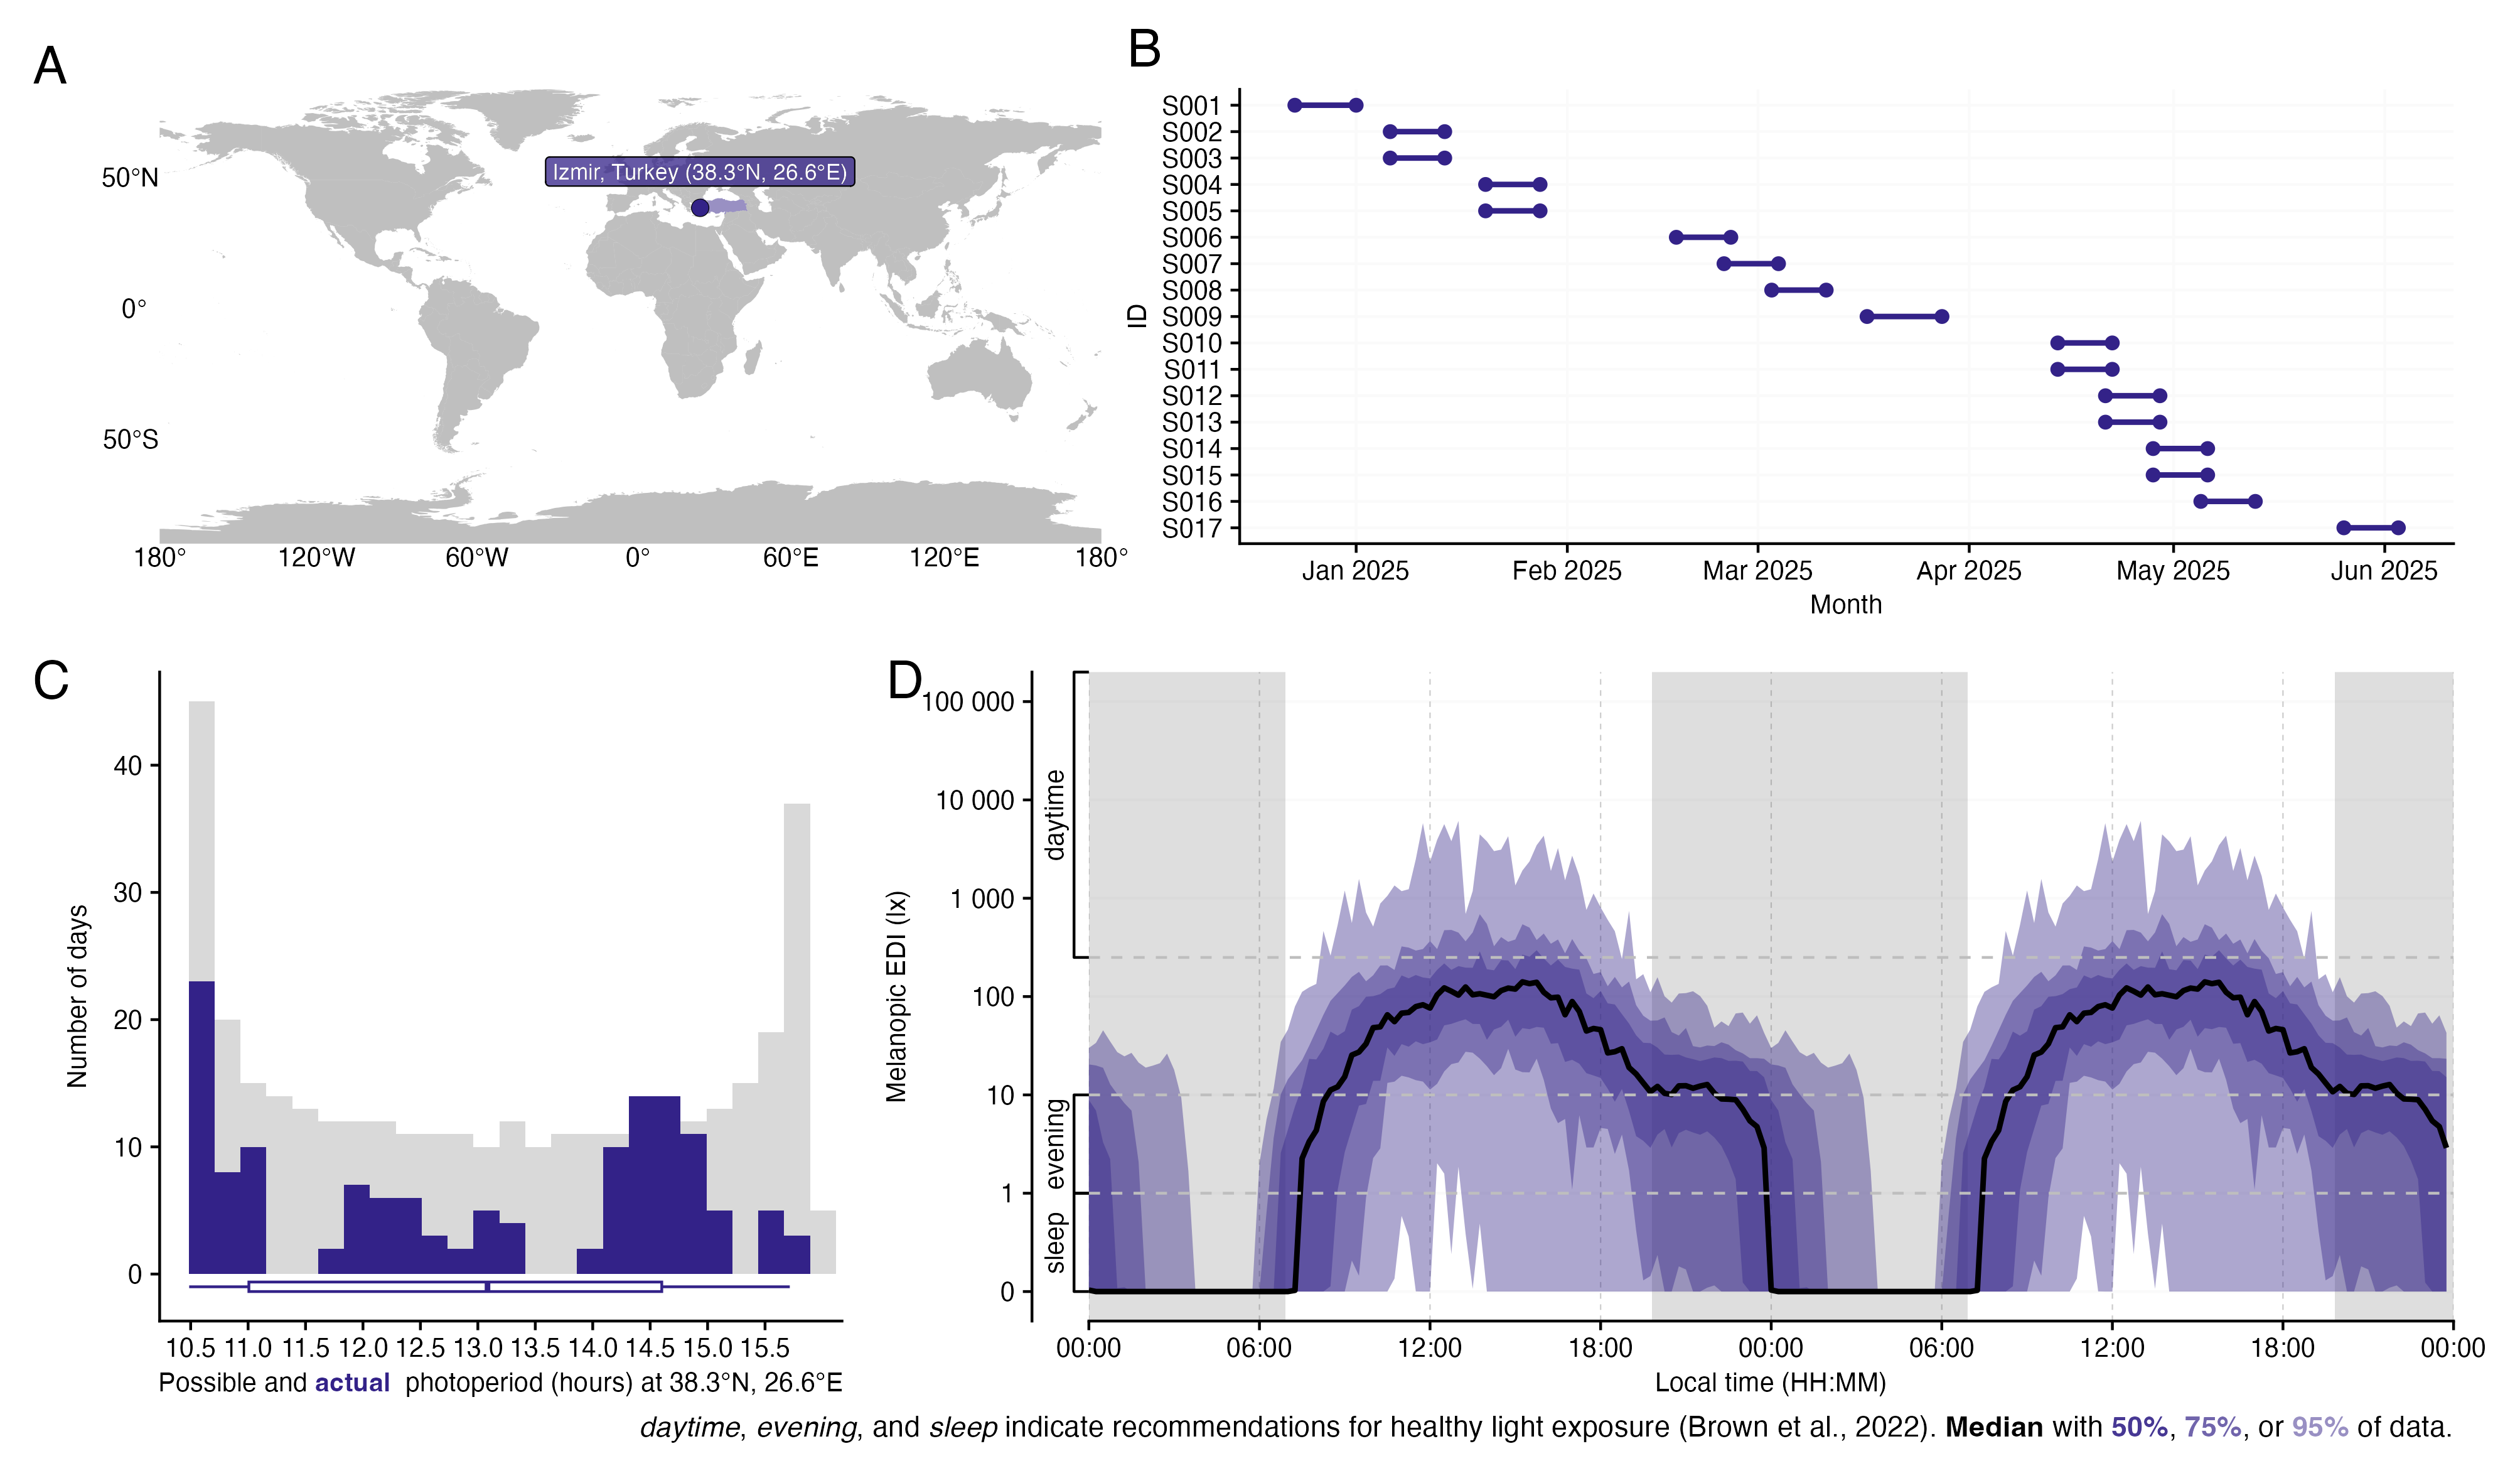 A
50°N
0°
50°S
Izmir, Turkey (38.3°N, 26.6°E)
180° 120°W 60°W 0° 60°E 120°E 180°
B
ID
S001
S002
S003
S004
S005
S006
S007
S008
S009
S010
S011
S012
S013
S014
S015
S016
S017
Jan 2025 Feb 2025 Mar 2025 Apr 2025 May 2025 Jun 2025
Month
C
Number of days
40
30
20
10
0
10.5 11.0 11.5 12.0 12.5 13.0 13.5 14.0 14.5 15.0 15.5
Possible and actual photoperiod (hours) at 38.3°N, 26.6°E
D
Melanopic EDI (lx)
100 000
10 000
1 000
100
10
1
0
daytime
evening
sleep
00:00 06:00 12:00 18:00 00:00 06:00 12:00 18:00 00:00
Local time (HH:MM)
daytime, evening, and sleep indicate recommendations for healthy light exposure (Brown et al., 2022). Median with 50%, 75%, or 95% of data.